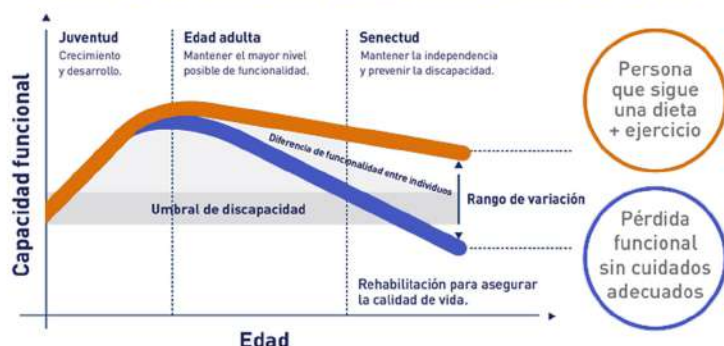 Juventud
Crecimiento
y desarrollo.
Edad adulta
Mantener el mayor nivel
posible de funcionalidad.
Senectud
Mantener la independencia
y prevenir la discapacidad.
Capacidad funcional
Diferencia de funcionalidad entre individuos
Umbral de discapacidad
Rango de variación
Rehabilitación para asegurar
la calidad de vida.
Edad
Persona
que sigue
una dieta
+ ejercicio
Pérdida
funcional
sin cuidados
adecuados